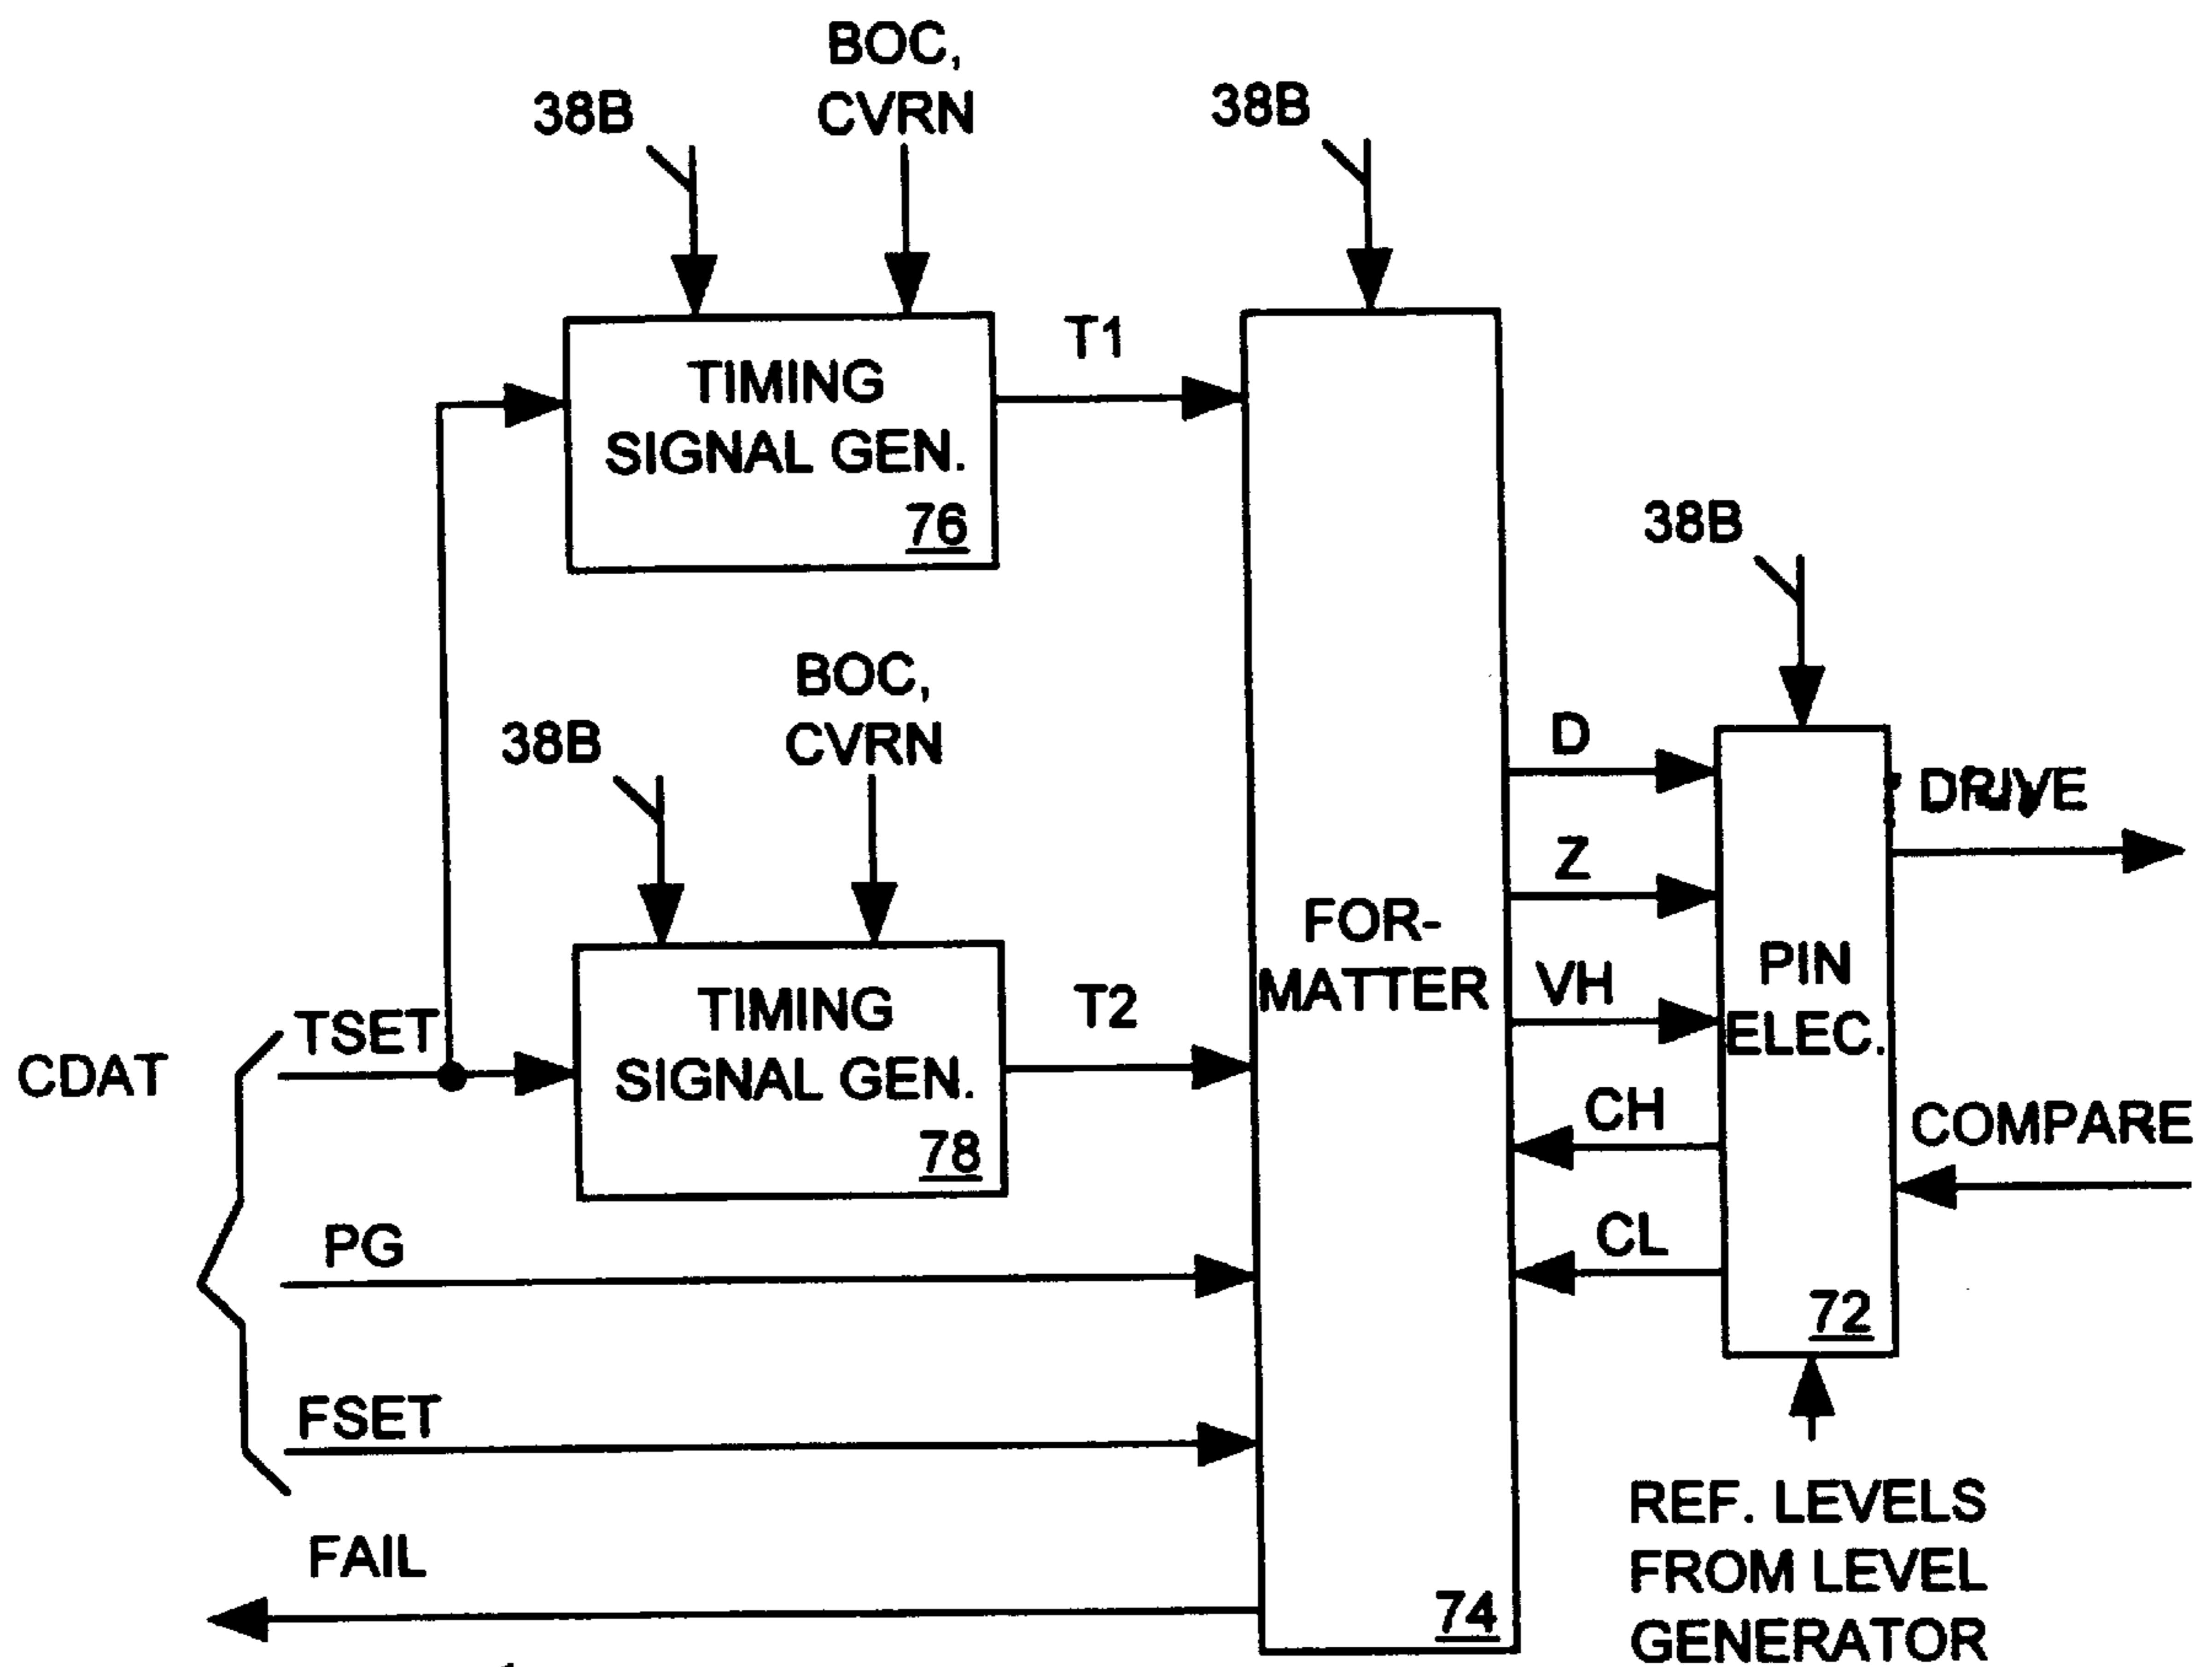 BOC,
CVRN
38B
38B
T1
TIMING
SIGNAL GEN.
76
38B
BOC,
CVRN
38B
D
DRIVE
Z
FOR-
MATTER
PIN
ELEC.
VH
TIMING
SIGNAL GEN.
78
T2
TSET
CDAT
CH
COMPARE
CL
PG
72
FSET
REF. LEVELS
FROM LEVEL
GENERATOR
FAIL
74